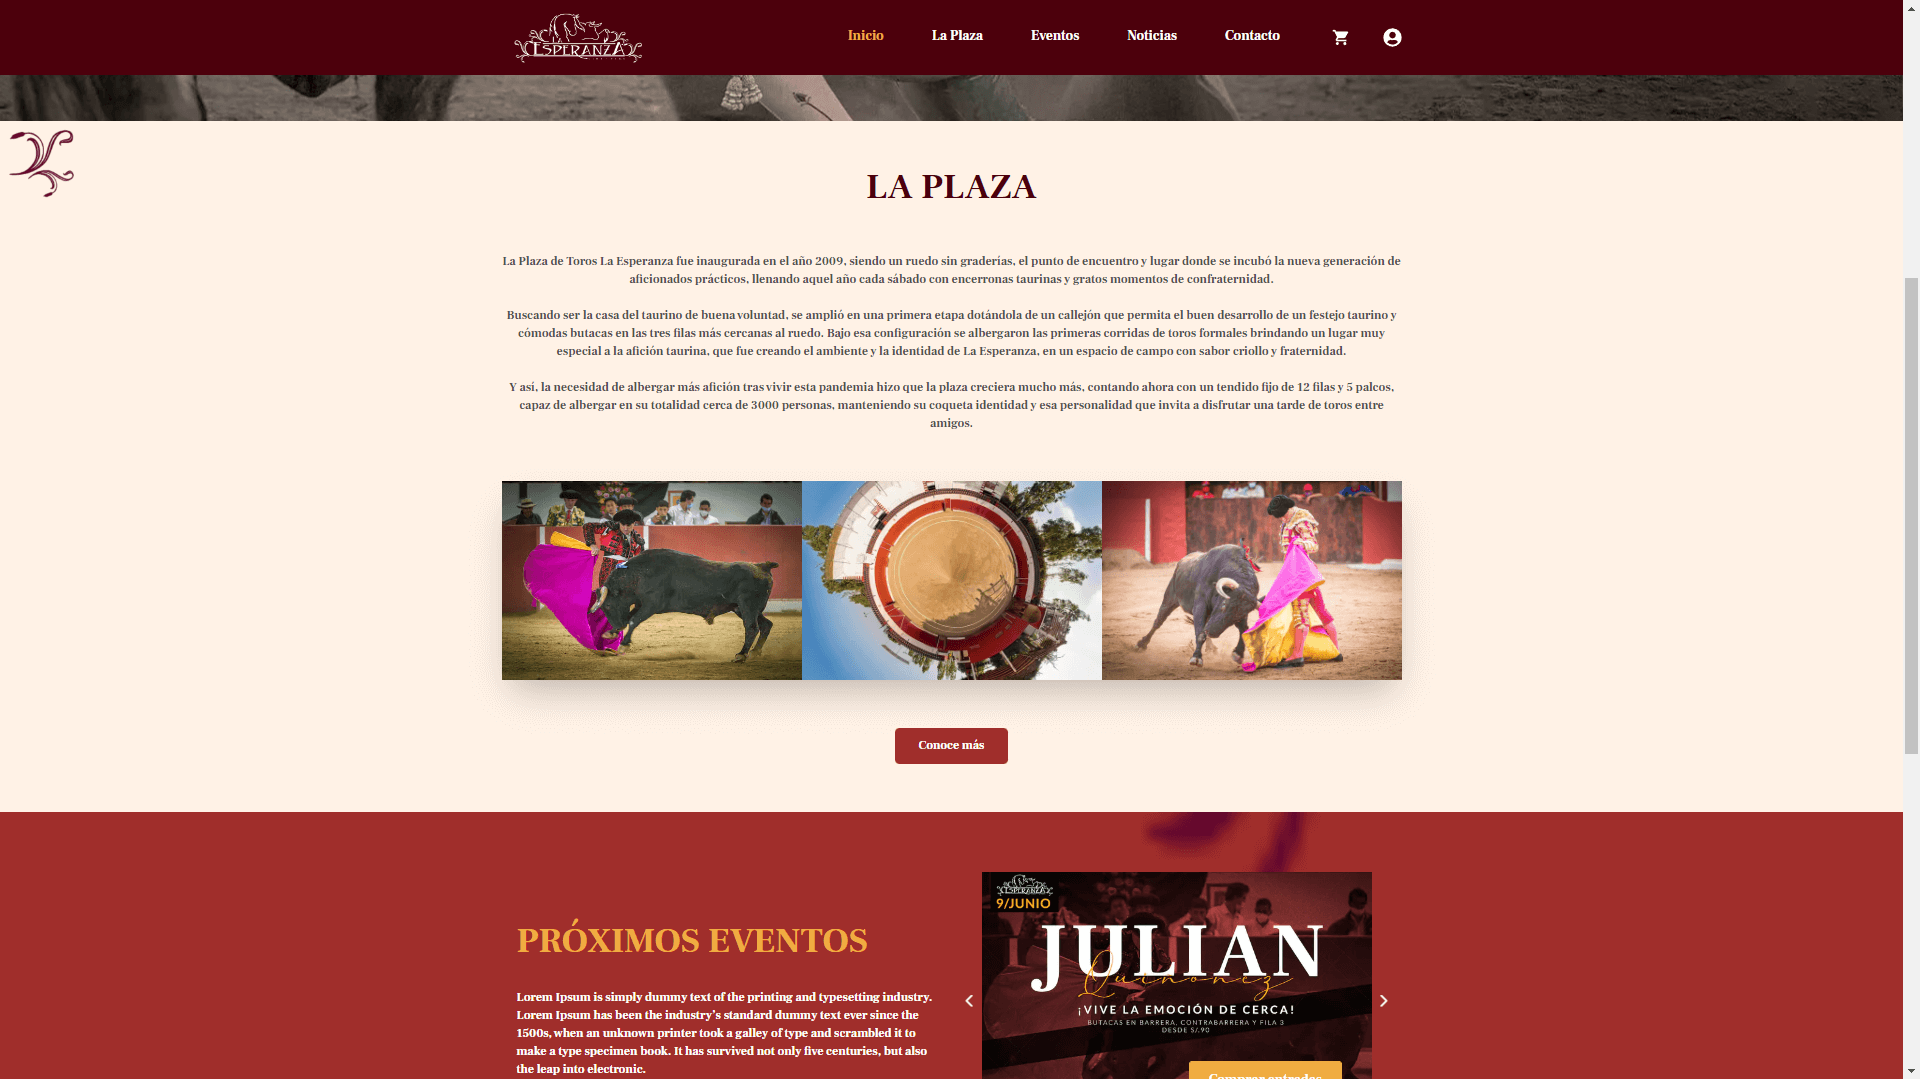 ESPERANZA
Inicio
La Plaza
Eventos
Noticias
Contacto
LA PLAZA
La Plaza de Toros La Esperanza fue inaugurada en el año 2009, siendo un ruedo sin graderías, el punto de encuentro y lugar donde se incubó la nueva generación de
aficionados prácticos, llenando aquel año cada sábado con encerronas taurinas y gratos momentos de confraternidad.
Buscando ser la casa del taurino de buena voluntad, se amplió en una primera etapa dotándola de un callejón que permita el buen desarrollo de un festejo taurino y
cómodas butacas en las tres filas más cercanas al ruedo. Bajo esa configuración se albergaron las primeras corridas de toros formales brindando un lugar muy
especial a la afición taurina, que fue creando el ambiente y la identidad de La Esperanza, en un espacio de campo con sabor criollo y fraternidad.
Y así, la necesidad de albergar más afición tras vivir esta pandemia hizo que la plaza creciera mucho más, contando ahora con un tendido fijo de 12 filas y 5 palcos,
capaz de albergar en su totalidad cerca de 3000 personas, manteniendo su coqueta identidad y esa personalidad que invita a disfrutar una tarde de toros entre
amigos.
Conoce más
PRÓXIMOS EVENTOS
Lorem Ipsum is simply dummy text of the printing and typesetting industry.
Lorem Ipsum has been the industry's standard dummy text ever since the
1500s, when an unknown printer took a galley of type and scrambled it to
make a type specimen book. It has survived not only five centuries, but also
the leap into electronic.
ESPERANZA
9/JUNIO
JULIAN
Quinonez
¡VIVE LA EMOCIÓN DE CERCA!
BUTACAS EN BARRERA, CONTRABARRERA Y FILA 3
DESDE S/.90
Comprar entradas